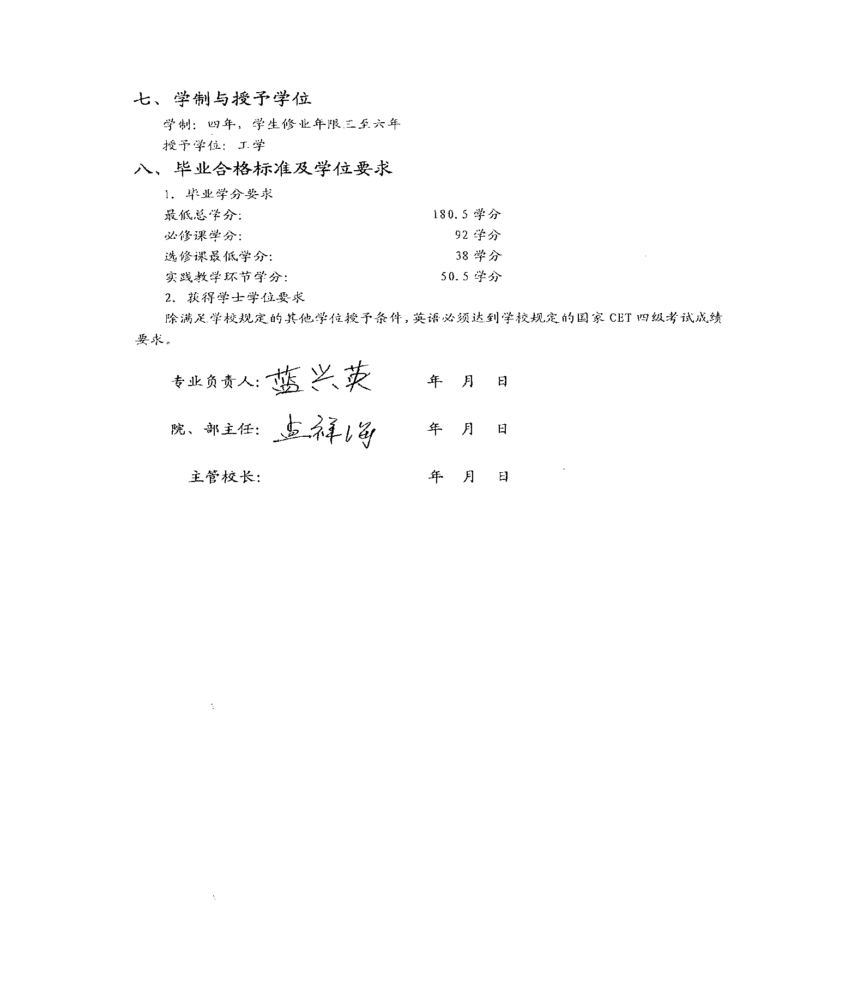 七、学制与授予学位
学制：四年，学生修业年限三至六年
授予学位：工学
八、毕业合格标准及学位要求
1. 毕业学分要求
最低总学分： 180.5 学分
必修课学分： 92 学分
选修课最低学分： 38 学分
实践教学环节学分： 50.5 学分
2. 获得学士学位要求
除满足学校规定的其他学位授予条件，英语必须达到学校规定的国家 CET 四级考试成绩
要求。
专业负责人：蓝兴英 年 月 日
院、部主任：孟祥海 年 月 日
主管校长： 年 月 日